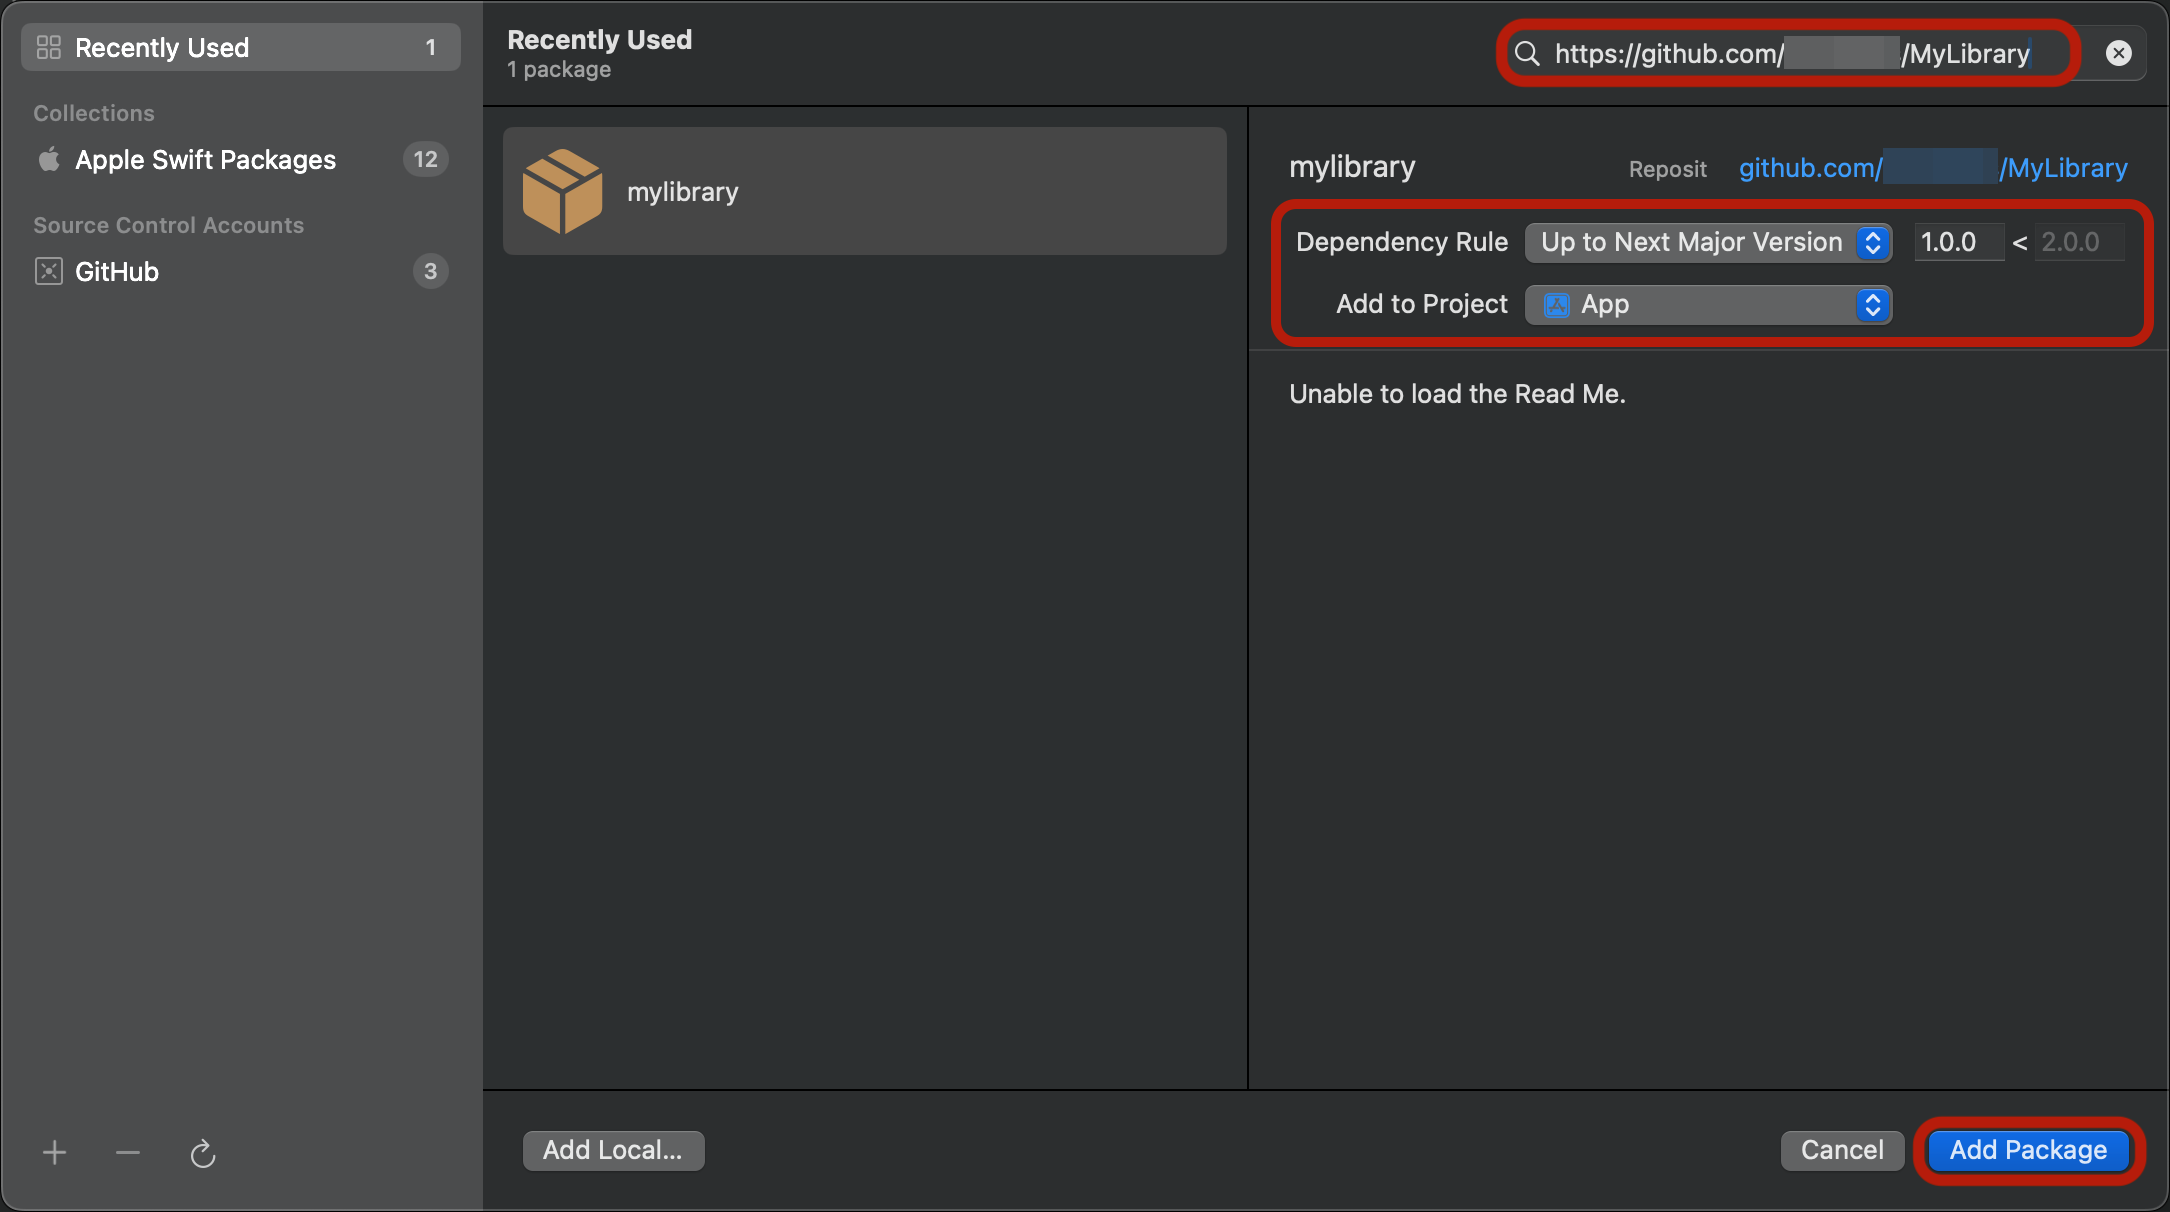 Recently Used 1
Collections
Apple Swift Packages 12
Source Control Accounts
GitHub 3
Recently Used
1 package
https://github.com/ /MyLibrary
mylibrary
mylibrary Reposit github.com/ /MyLibrary
Dependency Rule Up to Next Major Version 1.0.0 < 2.0.0
Add to Project App
Unable to load the Read Me.
Add Local...
Cancel
Add Package